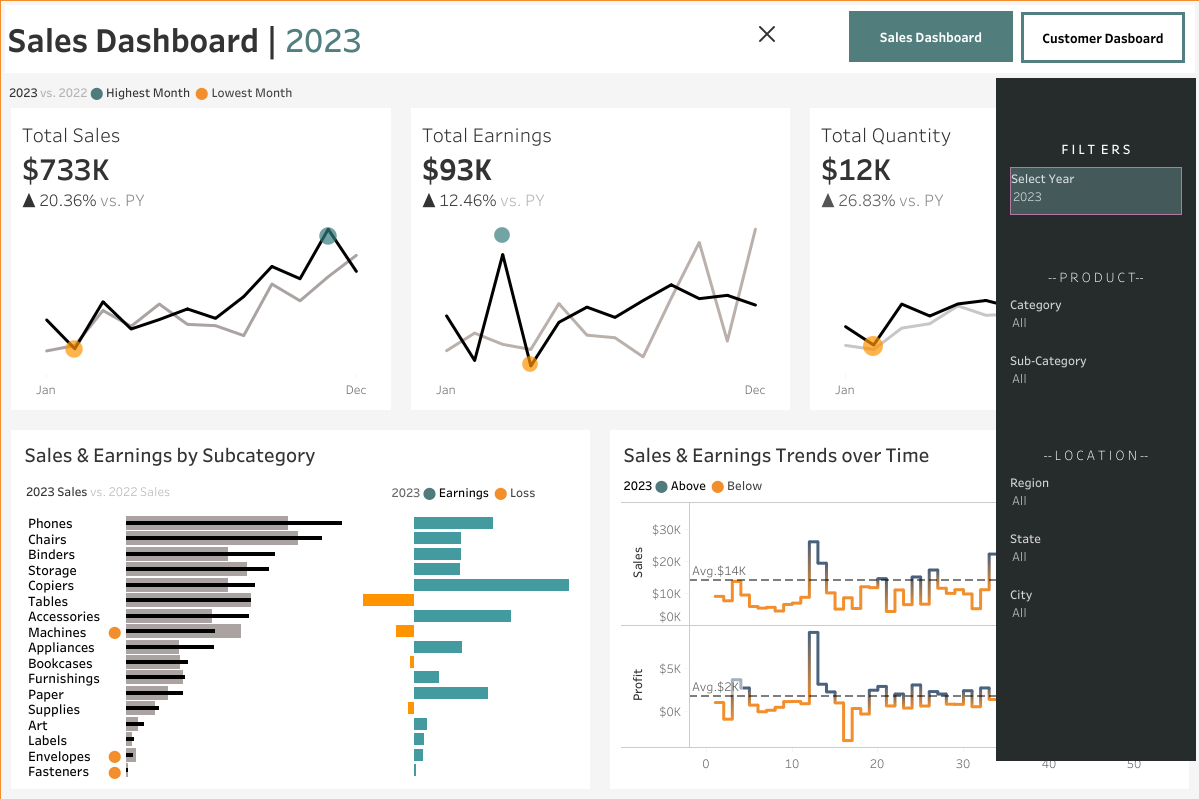 Sales Dashboard | 2023
Sales Dashboard
Customer Dasboard
2023 vs. 2022 Highest Month Lowest Month
Total Sales
$733K
▲ 20.36% vs. PY
Jan Dec
Total Earnings
$93K
▲ 12.46% vs. PY
Jan Dec
Total Quantity
$12K
▲ 26.83% vs. PY
Jan
FILTERS
Select Year
2023
--PRODUCT--
Category
All
Sub-Category
All
--LOCATION--
Region
All
State
All
City
All
Sales & Earnings by Subcategory
2023 Sales vs. 2022 Sales
2023 Earnings Loss
Phones
Chairs
Binders
Storage
Copiers
Tables
Accessories
Machines
Appliances
Bookcases
Furnishings
Paper
Supplies
Art
Labels
Envelopes
Fasteners
Sales & Earnings Trends over Time
2023 Above Below
Sales
$30K
$20K
Avg.$14K
$10K
$0K
Profit
$5K
Avg.$2K
$0K
0 10 20 30 40 50